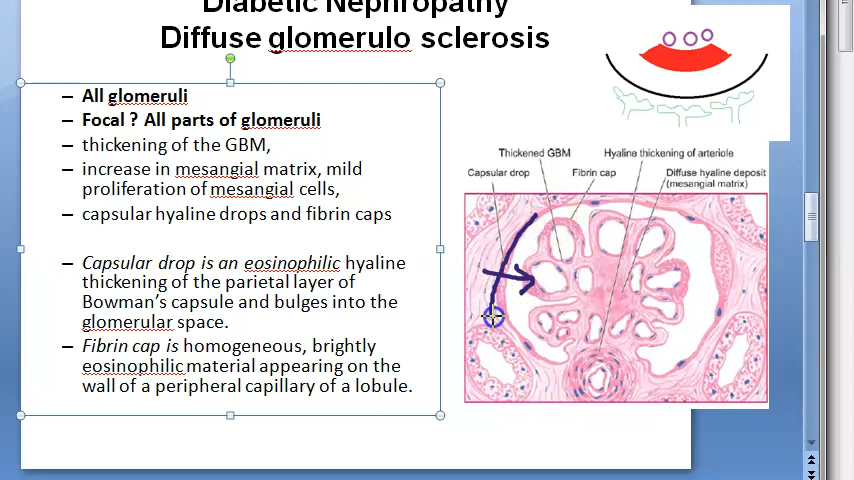 Diabetic Nephropathy
Diffuse glomerulo sclerosis
– All glomeruli
– Focal ? All parts of glomeruli
– thickening of the GBM,
– increase in mesangial matrix, mild
proliferation of mesangial cells,
– capsular hyaline drops and fibrin caps
– Capsular drop is an eosinophilic hyaline
thickening of the parietal layer of
Bowman's capsule and bulges into the
glomerular space.
– Fibrin cap is homogeneous, brightly
eosinophilic material appearing on the
wall of a peripheral capillary of a lobule.
Thickened GBM
Hyaline thickening of arteriole
Capsular drop
Fibrin cap
Diffuse hyaline deposit
(mesangial matrix)